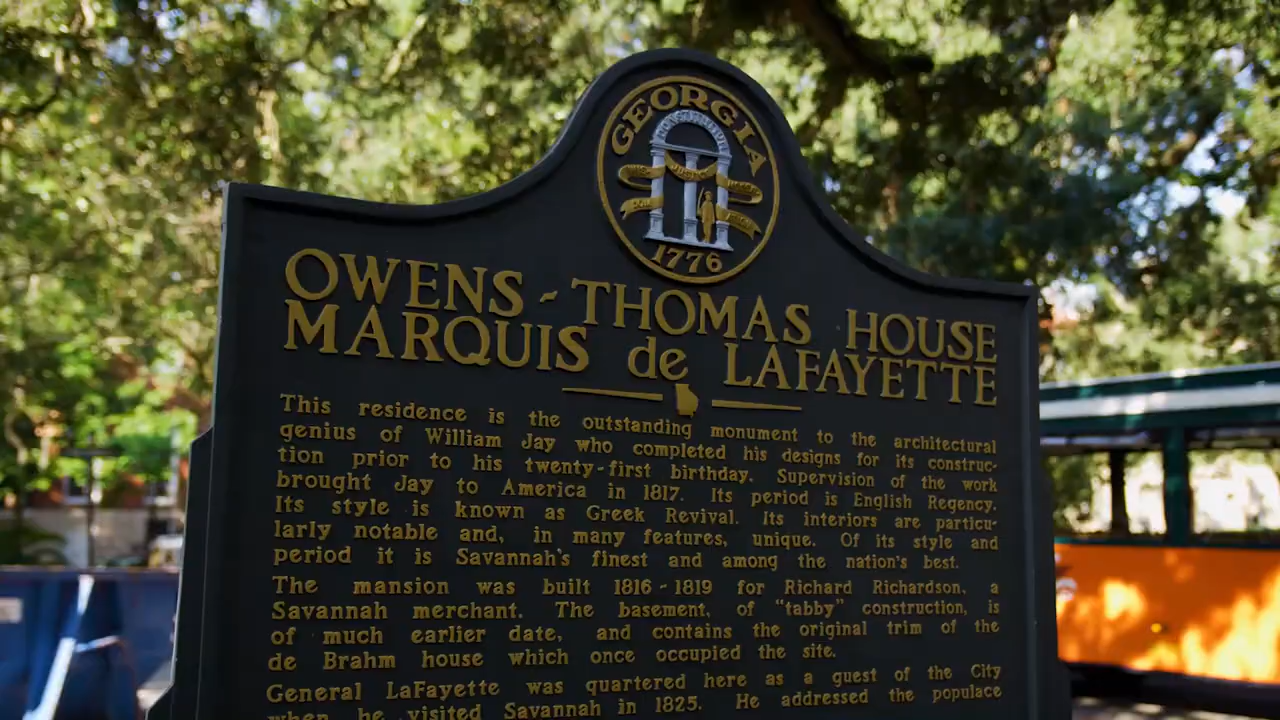 GEORGIA
CONSTITUTION
1776
OWENS-THOMAS HOUSE
MARQUIS de LAFAYETTE
This residence is the outstanding monument to the architectural
genius of William Jay who completed his designs for its construc-
tion prior to his twenty-first birthday. Supervision of the work
brought Jay to America in 1817. Its period is English Regency.
Its style is known as Greek Revival. Its interiors are particu-
larly notable and, in many features, unique. Of its style and
period it is Savannah's finest and among the nation's best.
The mansion was built 1816-1819 for Richard Richardson, a
Savannah merchant. The basement, of "tabby" construction, is
of much earlier date, and contains the original trim of the
de Brahm house which once occupied the site.
General LaFayette was quartered here as a guest of the City
when he visited Savannah in 1825. He addressed the populace